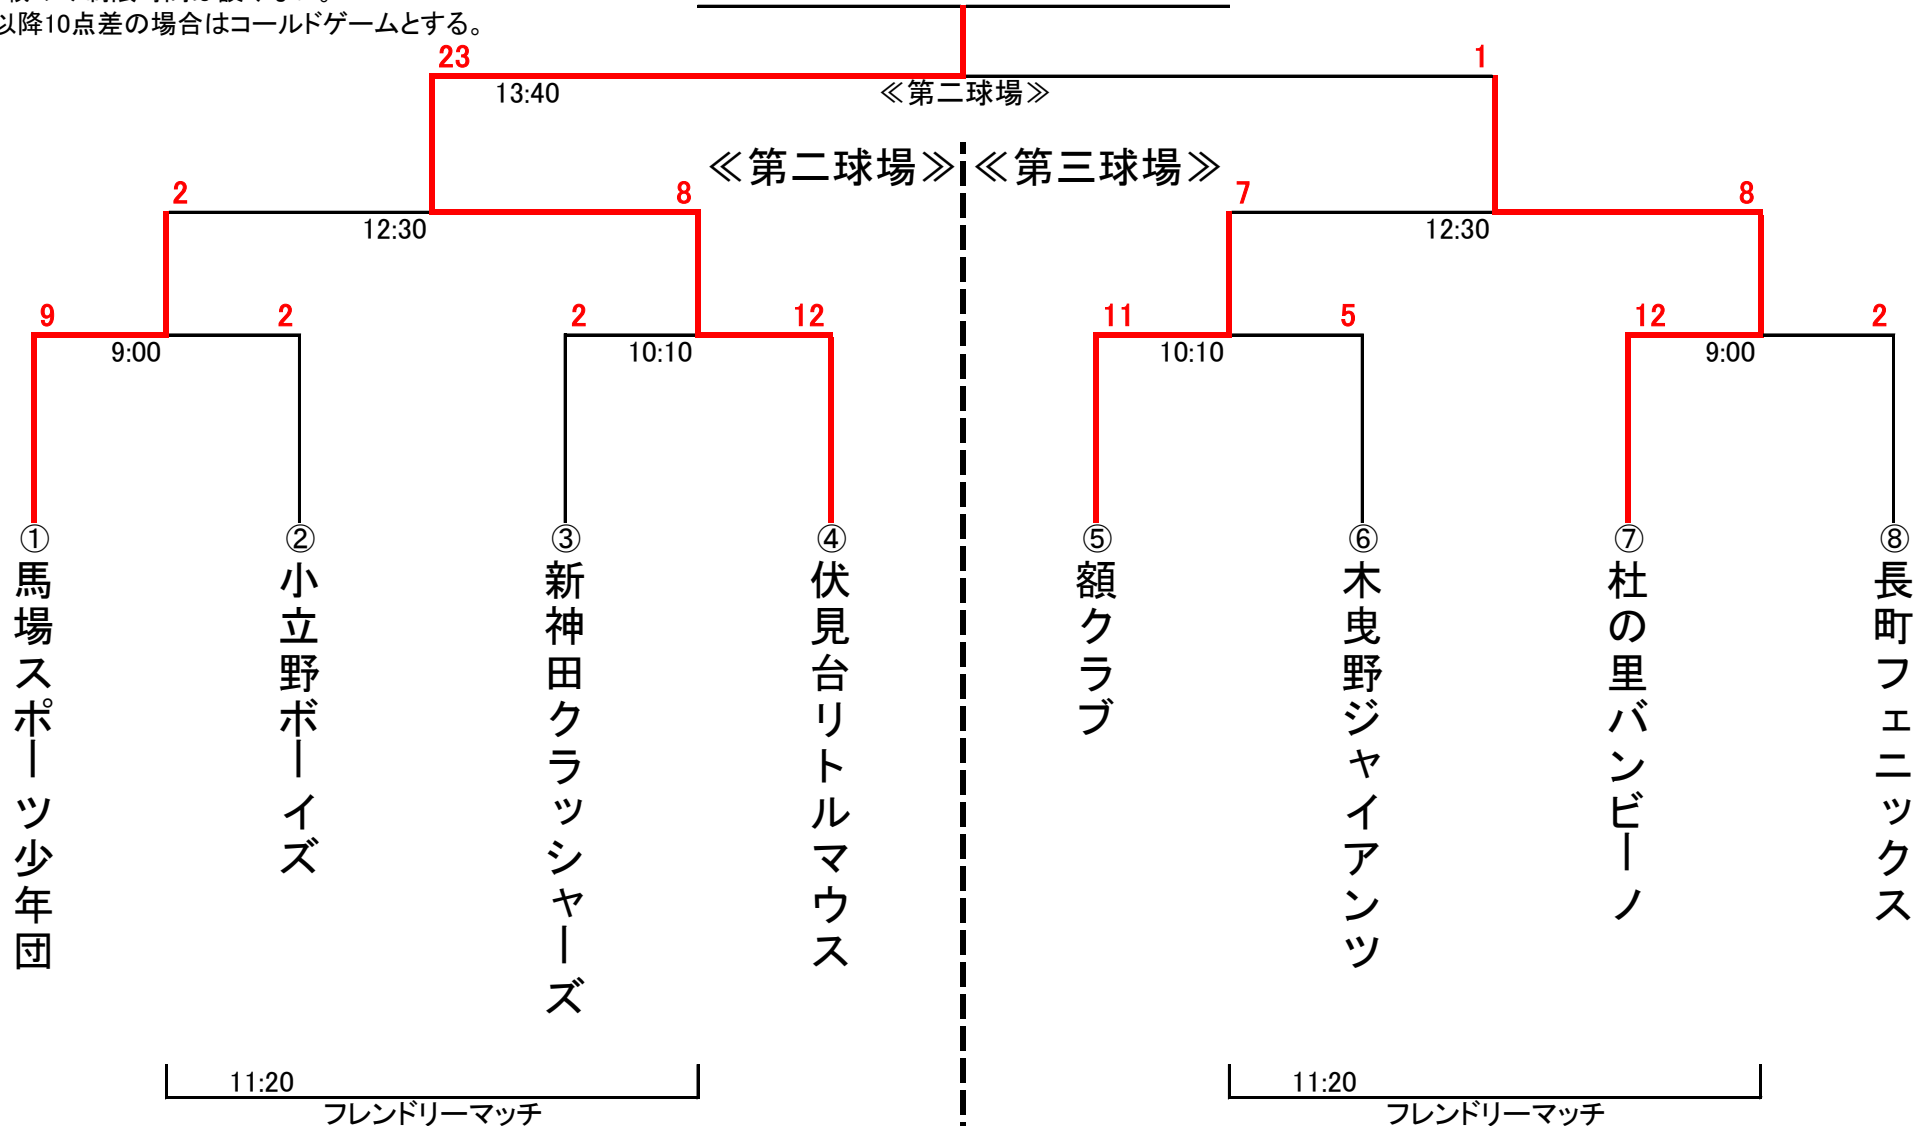 以降10点差の場合はコールドゲームとする。
23
1
13:40
≪第二球場≫
≪第二球場≫
≪第三球場≫
2
8
7
8
12:30
12:30
9
2
2
12
11
5
12
2
9:00
10:10
10:10
9:00
①馬場スポーツ少年団
②小立野ボーイズ
③新神田クラッシャーズ
④伏見台リトルマウス
⑤額クラブ
⑥木曳野ジャイアンツ
⑦杜の里バンビーノ
⑧長町フェニックス
11:20
フレンドリーマッチ
11:20
フレンドリーマッチ